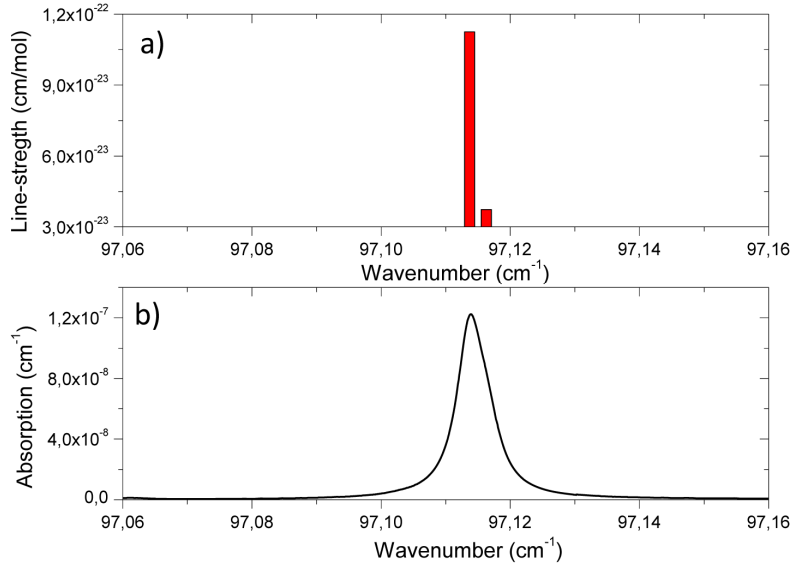 a)
Line-stregth (cm/mol)
1,2x10⁻²²
9,0x10⁻²³
6,0x10⁻²³
3,0x10⁻²³
97,06 97,08 97,10 97,12 97,14 97,16
Wavenumber (cm⁻¹)
b)
Absorption (cm⁻¹)
1,2x10⁻⁷
8,0x10⁻⁸
4,0x10⁻⁸
0,0
97,06 97,08 97,10 97,12 97,14 97,16
Wavenumber (cm⁻¹)